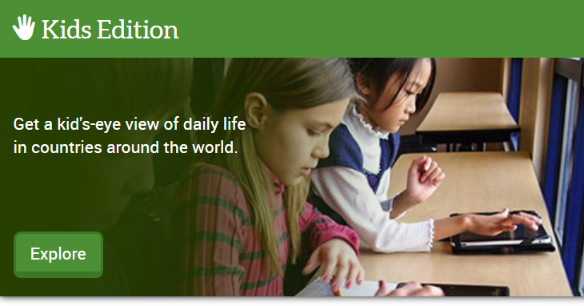 Kids Edition
Get a kid's-eye view of daily life
in countries around the world.
Explore